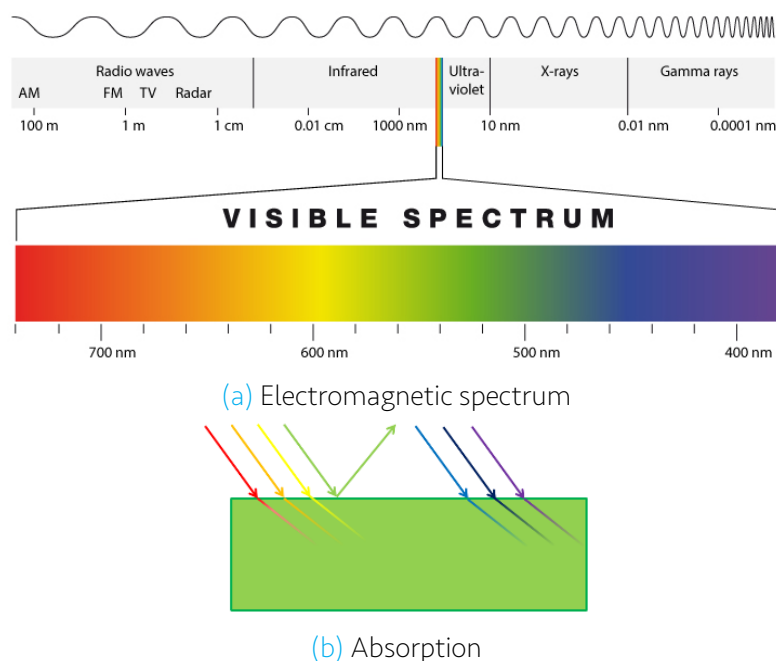 Radio waves Infrared Ultra-violet X-rays Gamma rays
AM FM TV Radar
100 m 1 m 1 cm 0.01 cm 1000 nm 10 nm 0.01 nm 0.0001 nm
VISIBLE SPECTRUM
700 nm 600 nm 500 nm 400 nm
(a) Electromagnetic spectrum
(b) Absorption